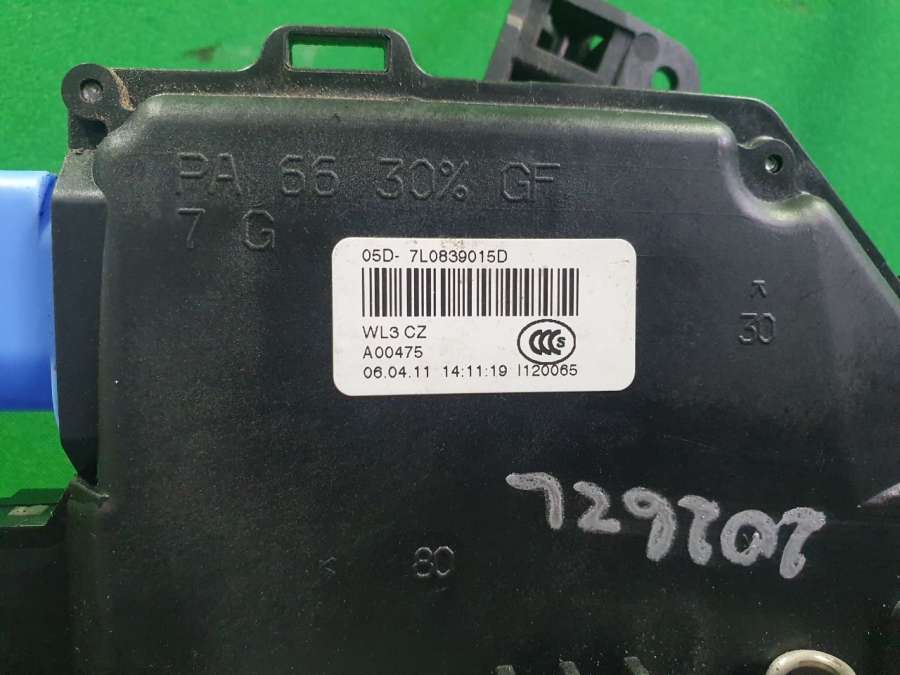 PA 66 30% GF
7 G
05D- 7L0839015D
WL3 CZ
CCC S
A00475
06.04.11 14:11:19 I120065
30
80